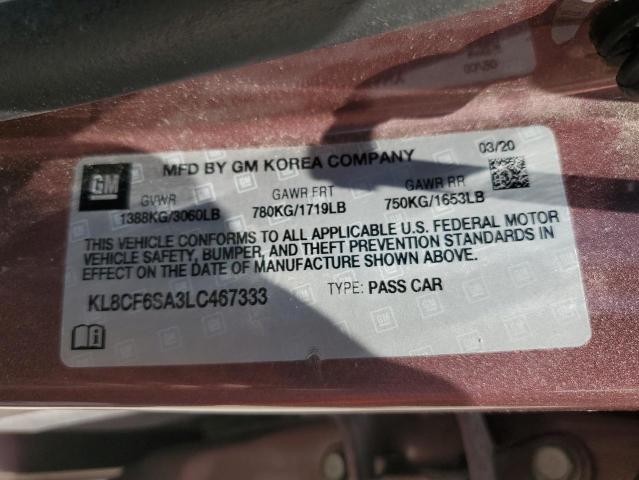 GM
MFD BY GM KOREA COMPANY
03/20
GVWR GAWR FRT GAWR RR
1388KG/3060LB 780KG/1719LB 750KG/1653LB
THIS VEHICLE CONFORMS TO ALL APPLICABLE U.S. FEDERAL MOTOR
VEHICLE SAFETY, BUMPER, AND THEFT PREVENTION STANDARDS IN
EFFECT ON THE DATE OF MANUFACTURE SHOWN ABOVE.
KL8CF6SA3LC467333 TYPE: PASS CAR